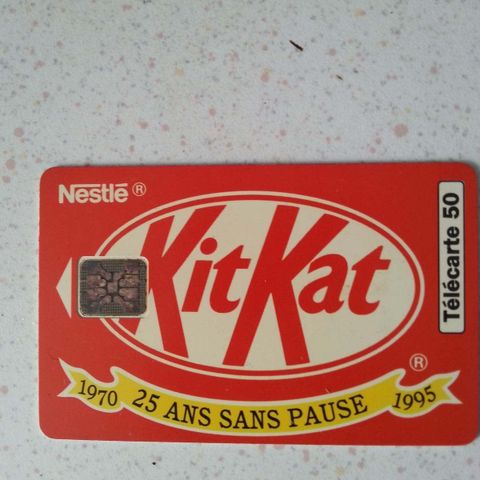 Nestlé ®
KitKat
®
Télécarte 50
1970 25 ANS SANS PAUSE 1995